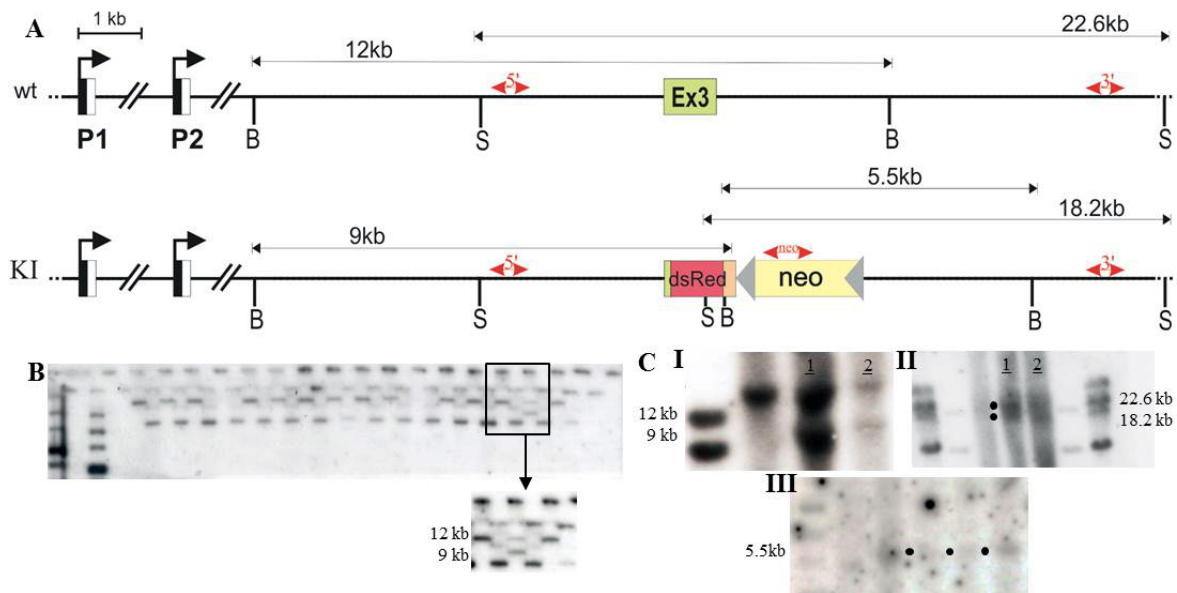 A
1 kb
22.6kb
12kb
wt
5'
Ex3
3'
P1
P2
B
S
B
S
5.5kb
18.2kb
9kb
KI
5'
dsRed
neo
neo
3'
B
S
S
B
B
S
B
12 kb
9 kb
C
I
1
2
12 kb
9 kb
II
1
2
22.6 kb
18.2 kb
III
5.5kb